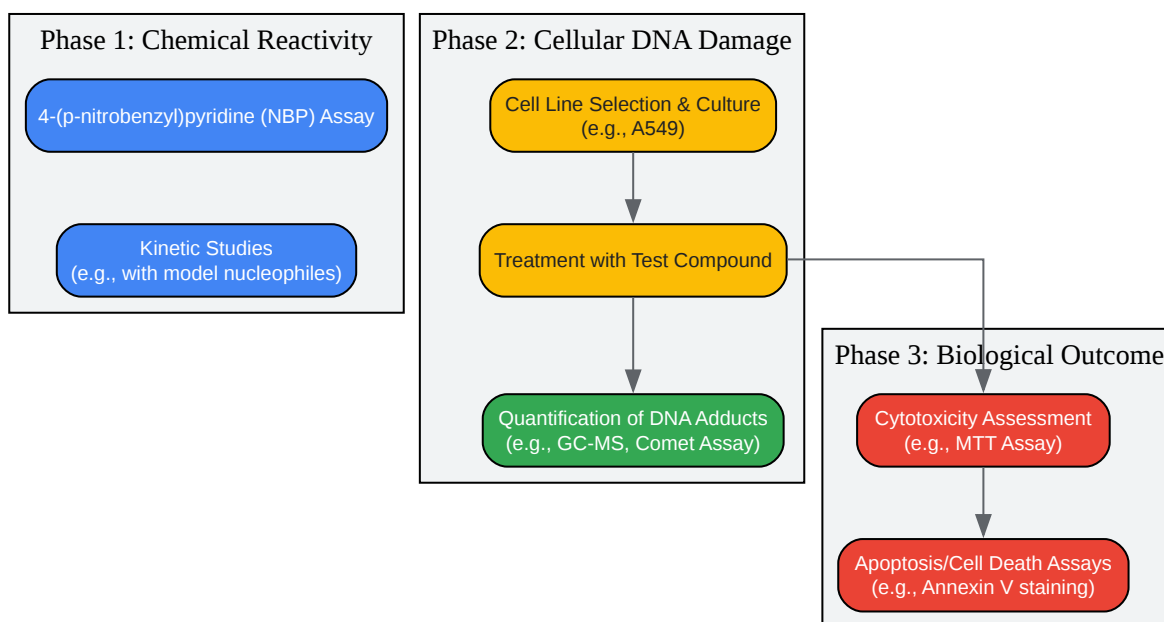 Phase 1: Chemical Reactivity
4-(p-nitrobenzyl)pyridine (NBP) Assay
Kinetic Studies
(e.g., with model nucleophiles)
Phase 2: Cellular DNA Damage
Cell Line Selection & Culture
(e.g., A549)
Treatment with Test Compound
Quantification of DNA Adducts
(e.g., GC-MS, Comet Assay)
Phase 3: Biological Outcome
Cytotoxicity Assessment
(e.g., MTT Assay)
Apoptosis/Cell Death Assays
(e.g., Annexin V staining)